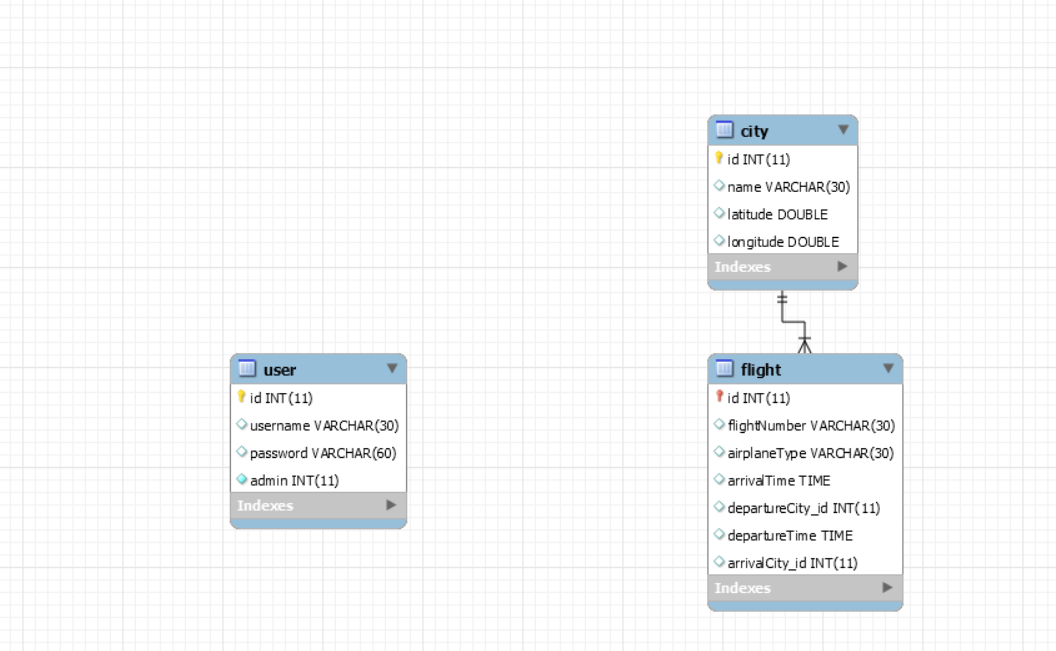 city
id INT(11)
name VARCHAR(30)
latitude DOUBLE
longitude DOUBLE
Indexes
user
id INT(11)
username VARCHAR(30)
password VARCHAR(60)
admin INT(11)
Indexes
flight
id INT(11)
flightNumber VARCHAR(30)
airplaneType VARCHAR(30)
arrivalTime TIME
departureCity_id INT(11)
departureTime TIME
arrivalCity_id INT(11)
Indexes